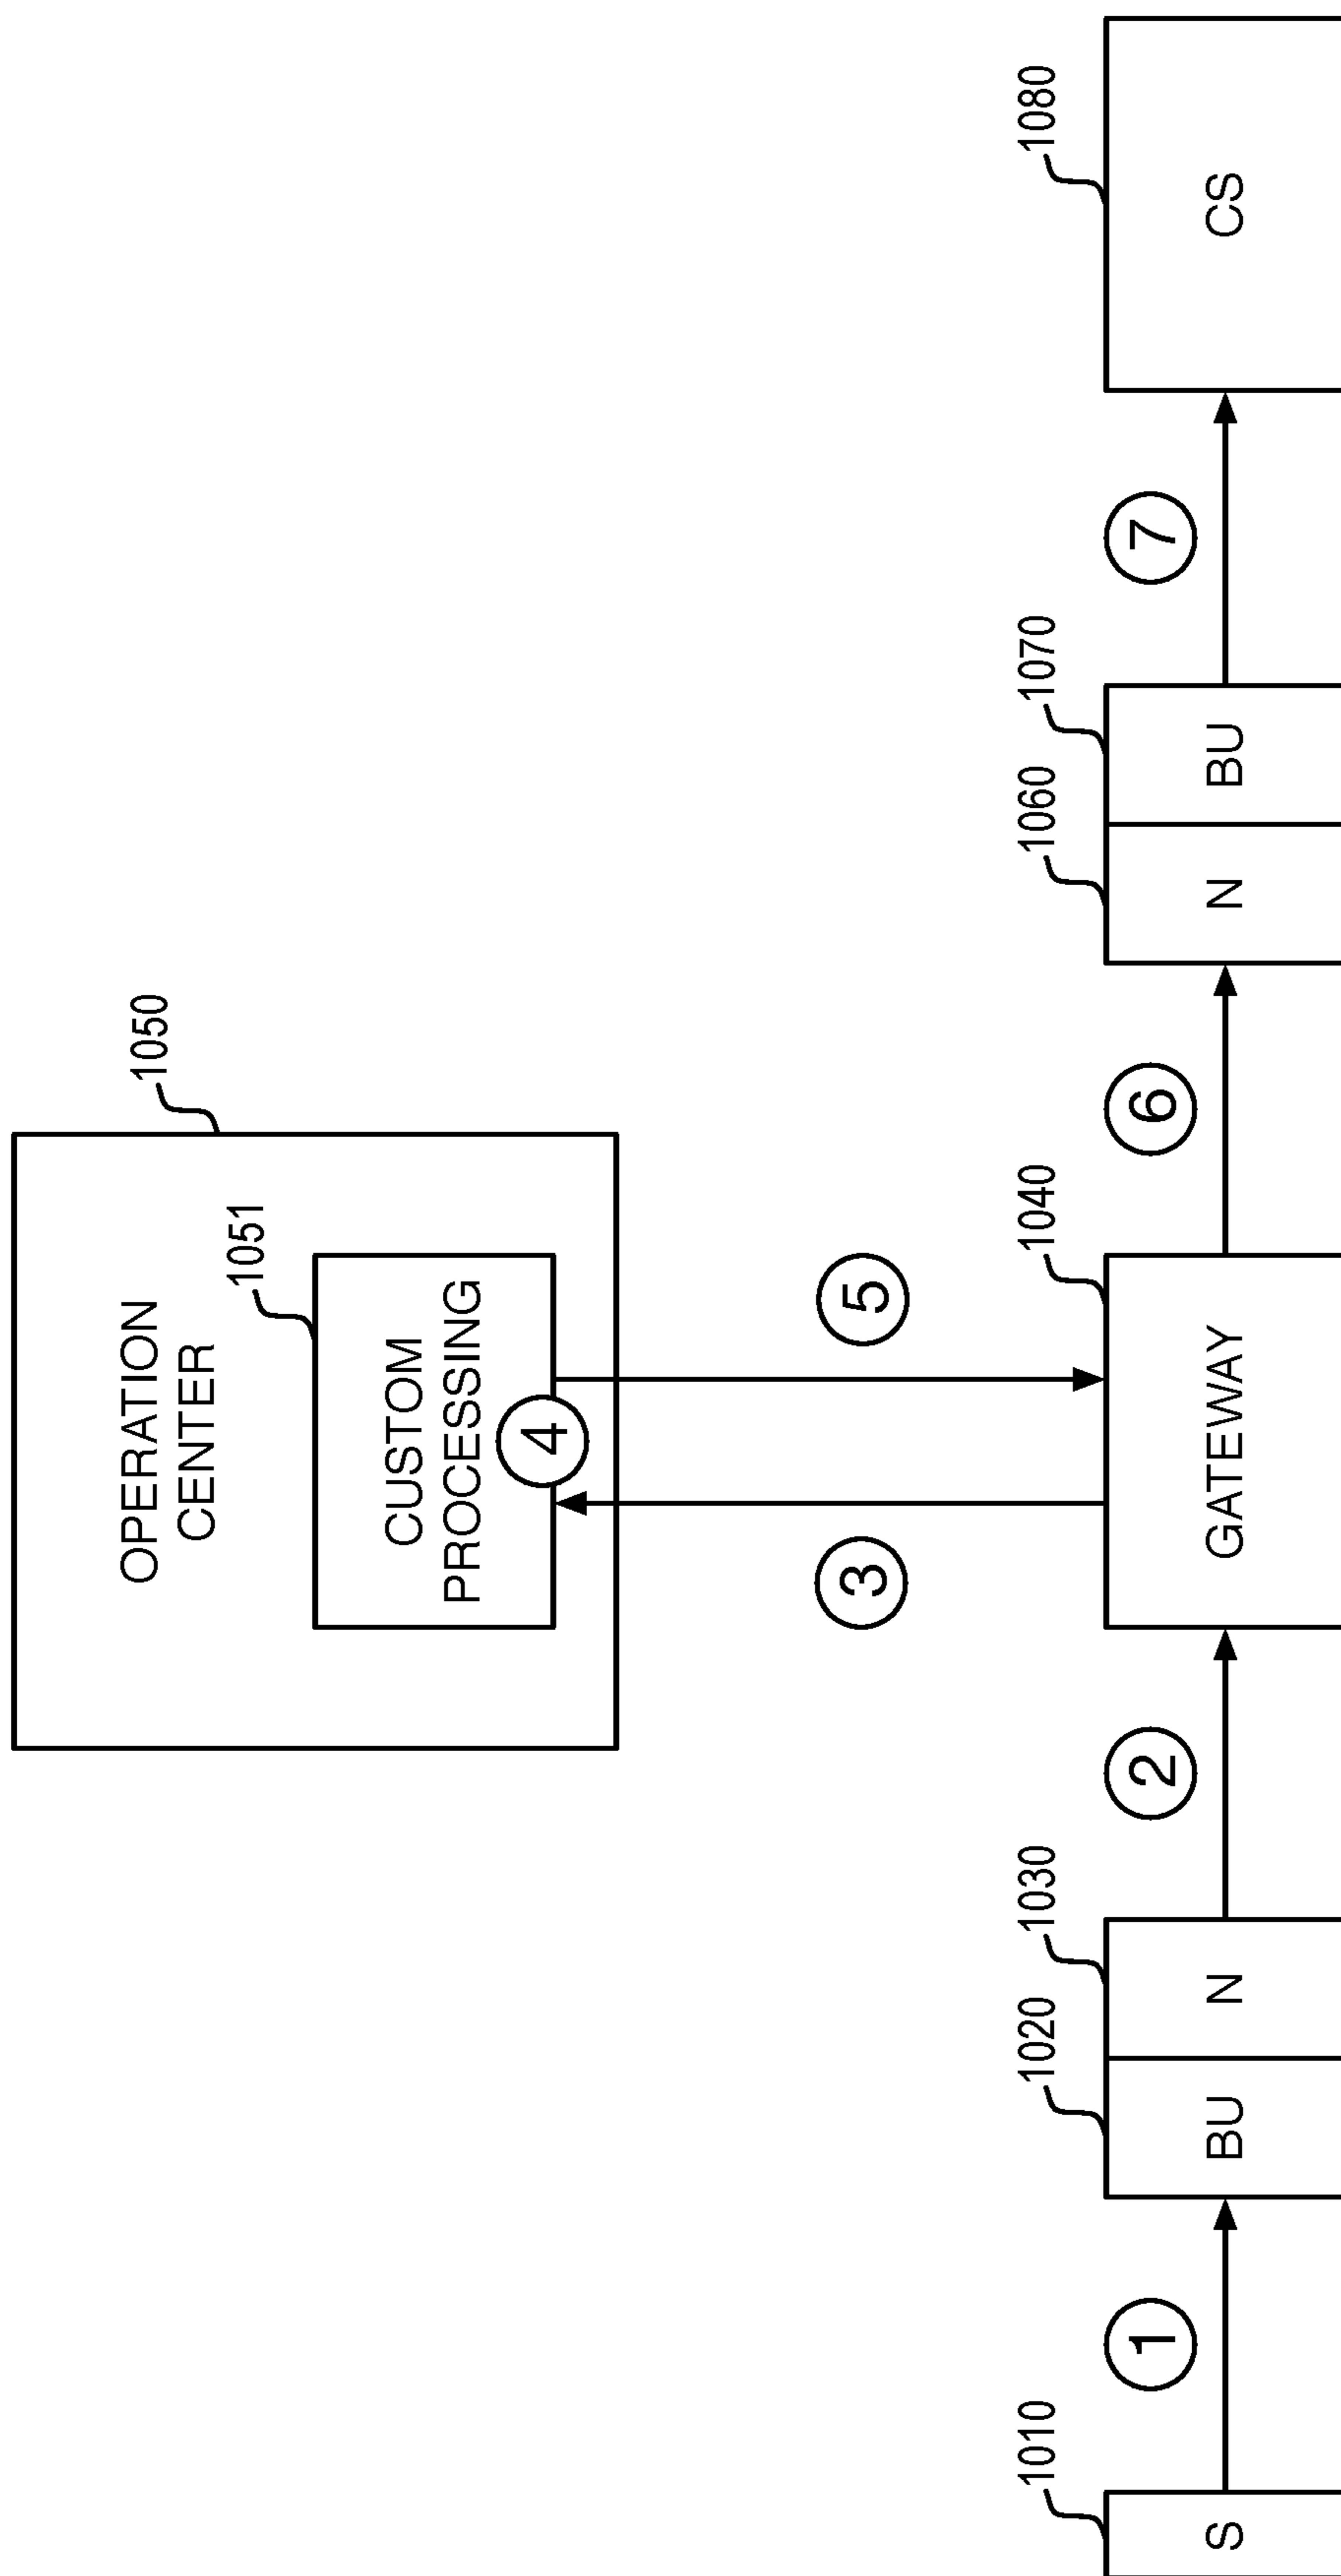 1050
OPERATION
CENTER
1051
CUSTOM
PROCESSING
4
3
5
1010
S
1
1020
BU
1030
N
2
1040
GATEWAY
6
1060
N
1070
BU
7
1080
CS